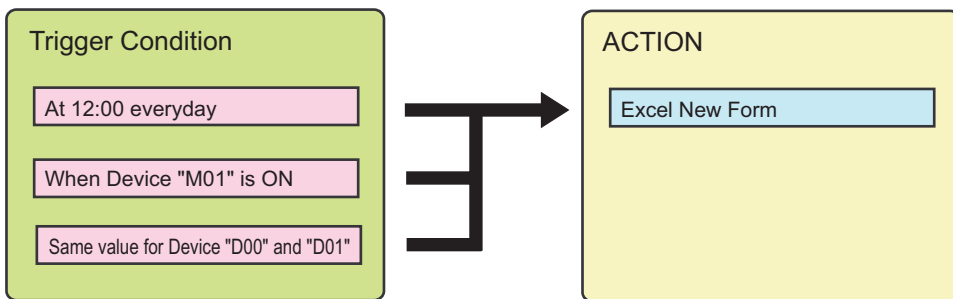 Trigger Condition
At 12:00 everyday
When Device "M01" is ON
Same value for Device "D00" and "D01"
ACTION
Excel New Form